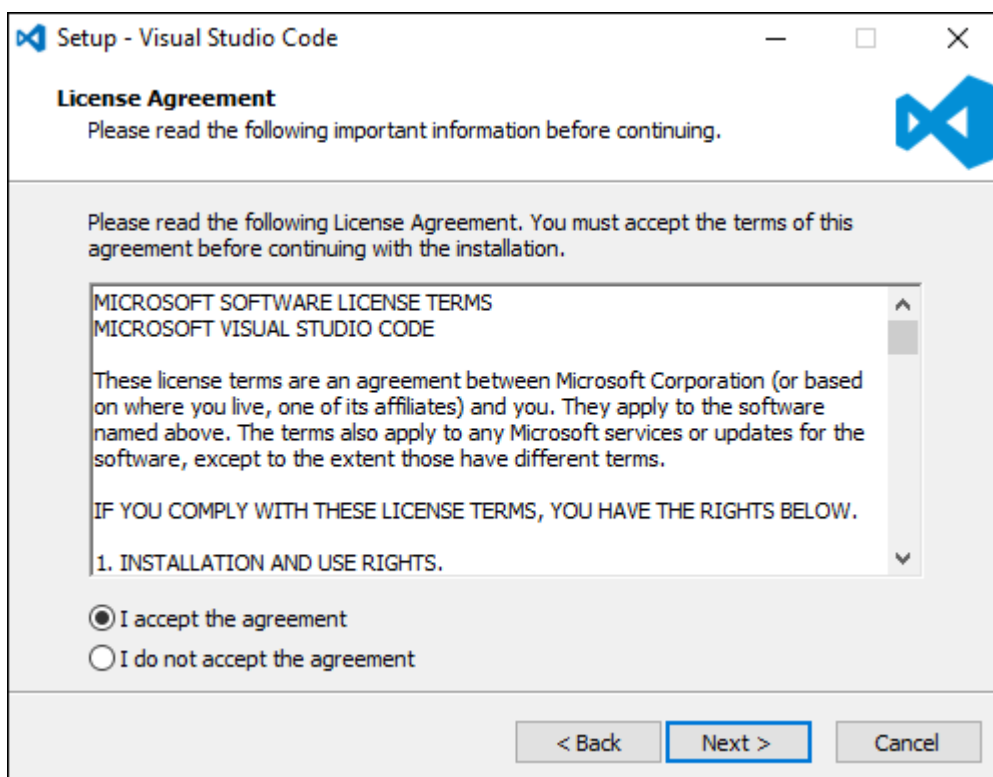 Setup - Visual Studio Code
License Agreement
Please read the following important information before continuing.
Please read the following License Agreement. You must accept the terms of this
agreement before continuing with the installation.
MICROSOFT SOFTWARE LICENSE TERMS
MICROSOFT VISUAL STUDIO CODE
These license terms are an agreement between Microsoft Corporation (or based
on where you live, one of its affiliates) and you. They apply to the software
named above. The terms also apply to any Microsoft services or updates for the
software, except to the extent those have different terms.
IF YOU COMPLY WITH THESE LICENSE TERMS, YOU HAVE THE RIGHTS BELOW.
1. INSTALLATION AND USE RIGHTS.
I accept the agreement
I do not accept the agreement
< Back Next > Cancel